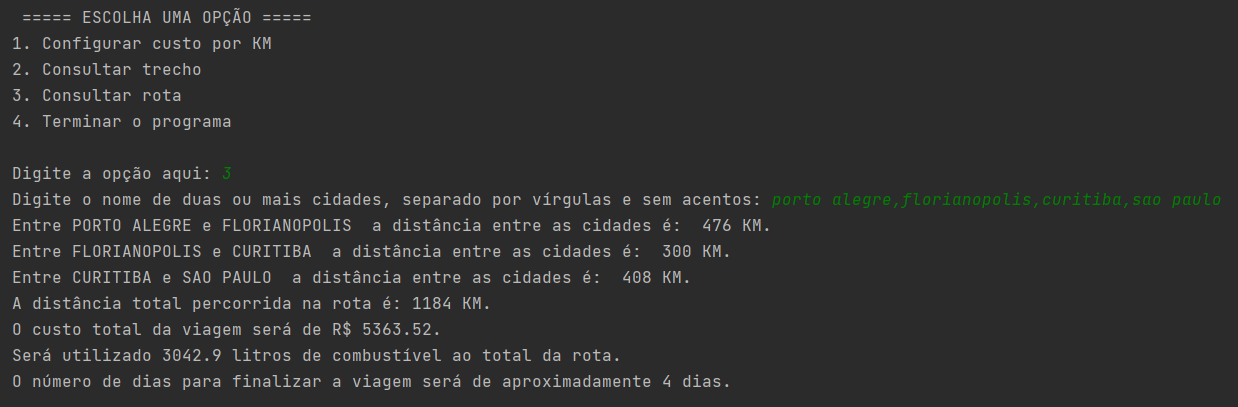 ===== ESCOLHA UMA OPÇÃO =====
1. Configurar custo por KM
2. Consultar trecho
3. Consultar rota
4. Terminar o programa
Digite a opção aqui: 3
Digite o nome de duas ou mais cidades, separado por vírgulas e sem acentos: porto alegre,florianopolis,curitiba,sao paulo
Entre PORTO ALEGRE e FLORIANOPOLIS  a distância entre as cidades é:  476 KM.
Entre FLORIANOPOLIS e CURITIBA  a distância entre as cidades é:  300 KM.
Entre CURITIBA e SAO PAULO  a distância entre as cidades é:  408 KM.
A distância total percorrida na rota é: 1184 KM.
O custo total da viagem será de R$ 5363.52.
Será utilizado 3042.9 litros de combustível ao total da rota.
O número de dias para finalizar a viagem será de aproximadamente 4 dias.